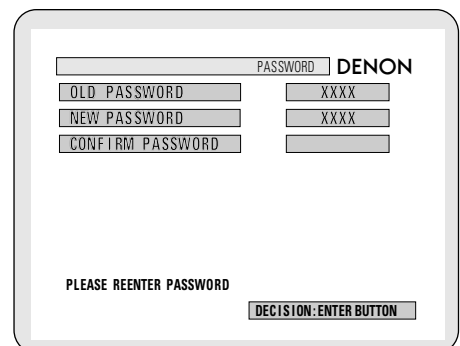 PASSWORD DENON
OLD PASSWORD XXXX
NEW PASSWORD XXXX
CONFIRM PASSWORD
PLEASE REENTER PASSWORD
DECISION:ENTER BUTTON